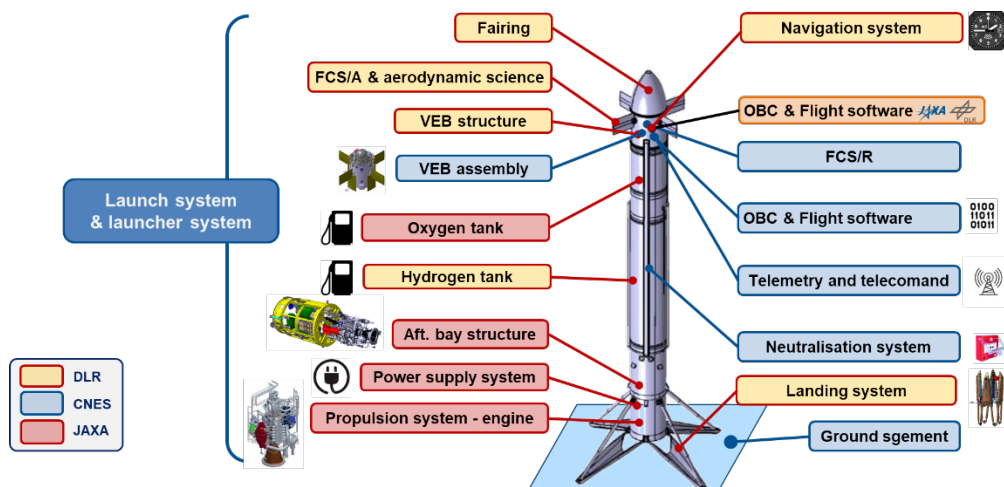 Fairing
Navigation system
FCS/A & aerodynamic science
OBC & Flight software JAXA DLR
VEB structure
FCS/R
VEB assembly
Launch system
& launcher system
OBC & Flight software
0100
11011
01011
Oxygen tank
Hydrogen tank
Telemetry and telecomand
Aft. bay structure
Neutralisation system
Power supply system
Landing system
Propulsion system - engine
Ground sgement
DLR
CNES
JAXA